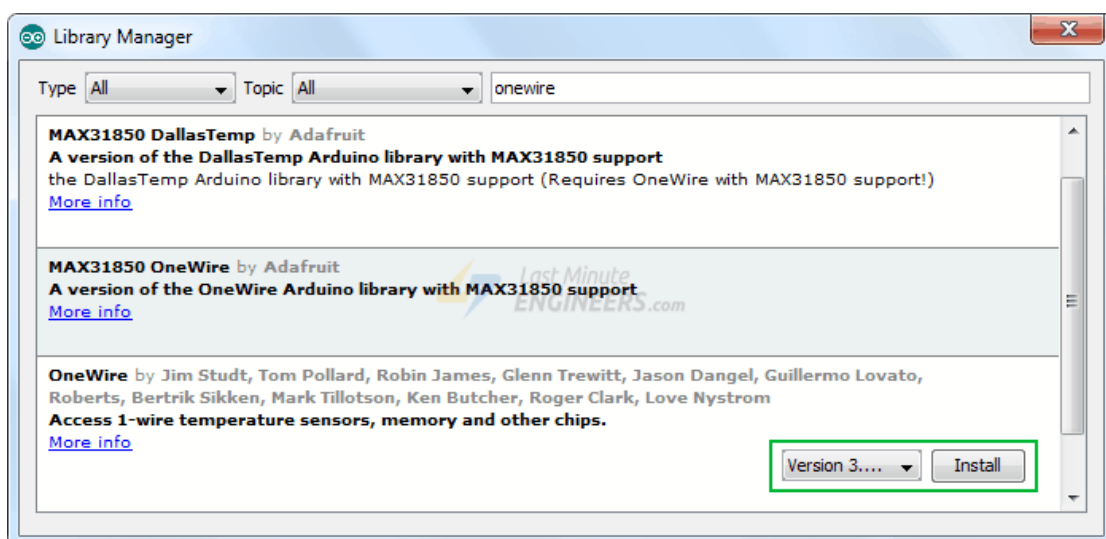 Library Manager
Type All Topic All onewire
MAX31850 DallasTemp by Adafruit
A version of the DallasTemp Arduino library with MAX31850 support
the DallasTemp Arduino library with MAX31850 support (Requires OneWire with MAX31850 support!)
More info
MAX31850 OneWire by Adafruit
A version of the OneWire Arduino library with MAX31850 support
More info
Last Minute
ENGINEERS.com
OneWire by Jim Studt, Tom Pollard, Robin James, Glenn Trewitt, Jason Dangel, Guillermo Lovato,
Roberts, Bertrik Sikken, Mark Tillotson, Ken Butcher, Roger Clark, Love Nystrom
Access 1-wire temperature sensors, memory and other chips.
More info
Version 3.... Install